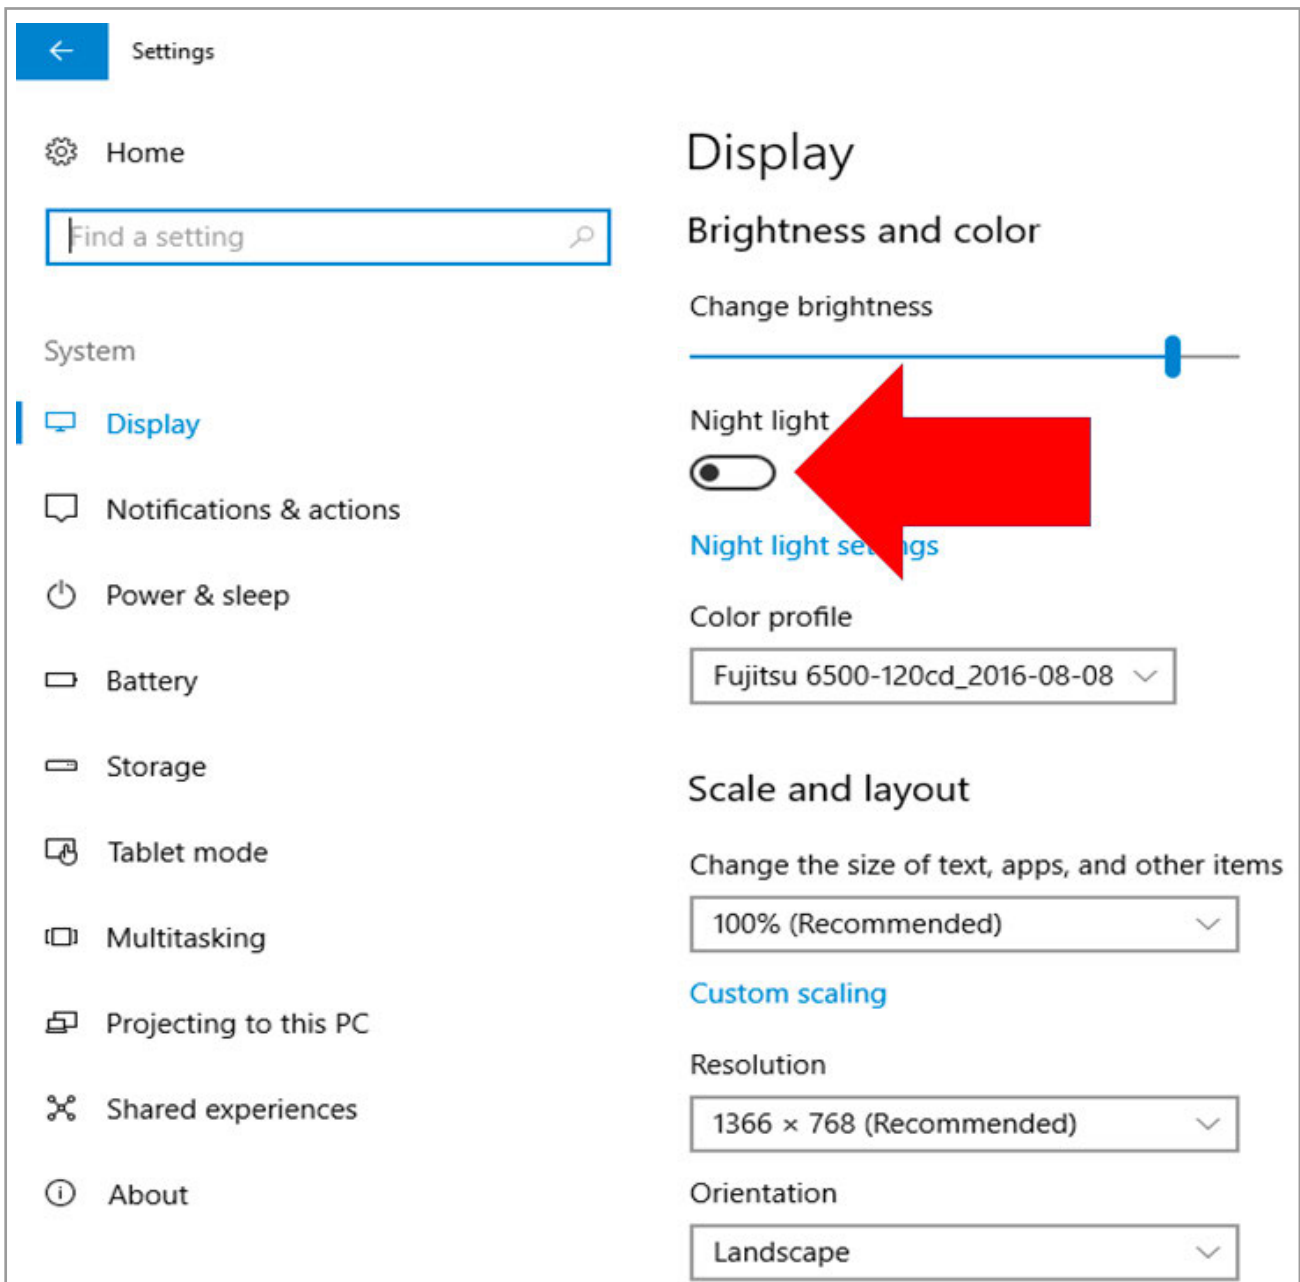 Settings
Home
Find a setting
System
Display
Notifications & actions
Power & sleep
Battery
Storage
Tablet mode
Multitasking
Projecting to this PC
Shared experiences
About
Display
Brightness and color
Change brightness
Night light
Night light settings
Color profile
Fujitsu 6500-120cd_2016-08-08
Scale and layout
Change the size of text, apps, and other items
100% (Recommended)
Custom scaling
Resolution
1366 × 768 (Recommended)
Orientation
Landscape